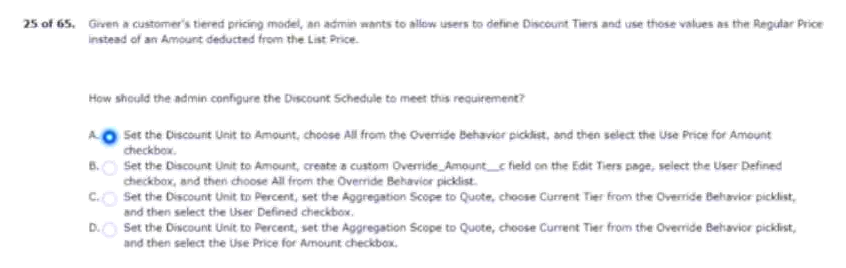 25 of 65. Given a customer's tiered pricing model, an admin wants to allow users to define Discount Tiers and use those values as the Regular Price
instead of an Amount deducted from the List Price.
How should the admin configure the Discount Schedule to meet this requirement?
A. Set the Discount Unit to Amount, choose All from the Override Behavior picklist, and then select the Use Price for Amount
checkbox.
B. Set the Discount Unit to Amount, create a custom Override_Amount__c field on the Edit Tiers page, select the User Defined
checkbox, and then choose All from the Override Behavior picklist.
C. Set the Discount Unit to Percent, set the Aggregation Scope to Quote, choose Current Tier from the Override Behavior picklist,
and then select the User Defined checkbox.
D. Set the Discount Unit to Percent, set the Aggregation Scope to Quote, choose Current Tier from the Override Behavior picklist,
and then select the Use Price for Amount checkbox.